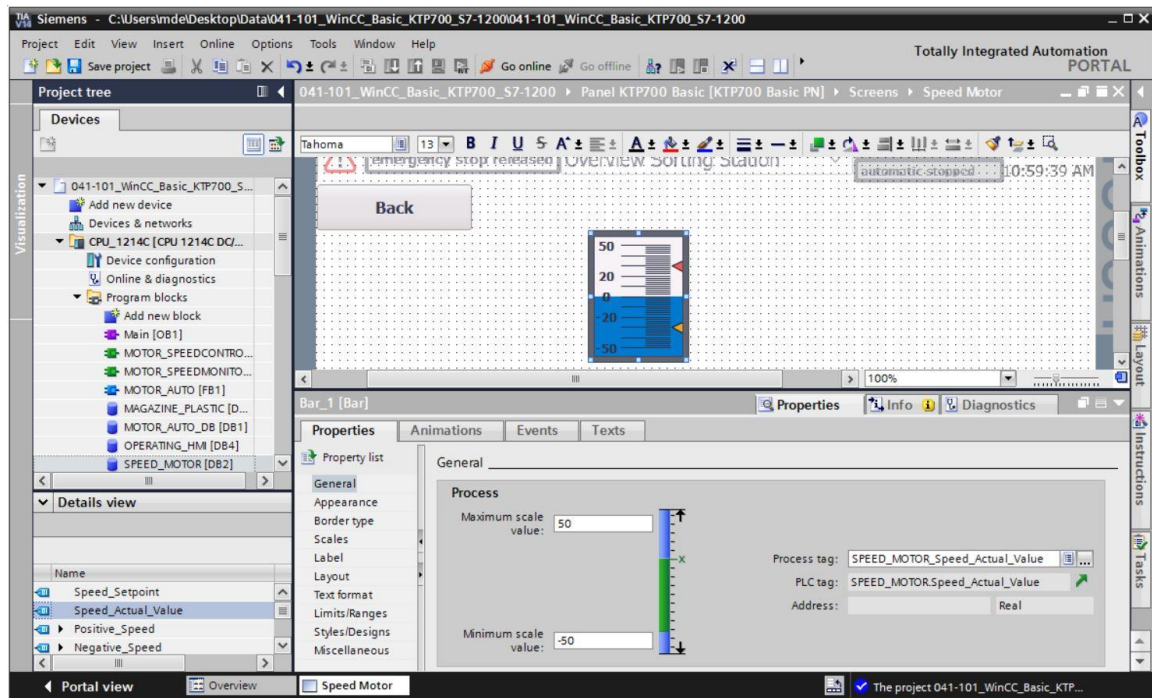 TIA V14 Siemens - C:\Users\mde\Desktop\Data\041-101_WinCC_Basic_KTP700_S7-1200\041-101_WinCC_Basic_KTP700_S7-1200
Project Edit View Insert Online Options Tools Window Help
Totally Integrated Automation
PORTAL
Save project Go online Go offline
Project tree
041-101_WinCC_Basic_KTP700_S7-1200 Panel KTP700 Basic [KTP700 Basic PN] Screens Speed Motor
Devices
Tahoma 13 B I U S A A
Visualization
041-101_WinCC_Basic_KTP700_S...
Add new device
Devices & networks
CPU_1214C [CPU 1214C DC/...
Device configuration
Online & diagnostics
Program blocks
Add new block
Main [OB1]
MOTOR_SPEEDCONTRO...
MOTOR_SPEEDMONITO...
MOTOR_AUTO [FB1]
MAGAZINE_PLASTIC [D...
MOTOR_AUTO_DB [DB1]
OPERATING_HMI [DB4]
SPEED_MOTOR [DB2]
emergency stop released Overview Sorting Station
automatic stopped 10:59:39 AM
Back
50
20
0
-20
-50
100%
Toolbox
Animations
Layout
Instructions
Tasks
Bar_1 [Bar]
Properties Info Diagnostics
Properties Animations Events Texts
Property list
General
Appearance
Border type
Scales
Label
Layout
Text format
Limits/Ranges
Styles/Designs
Miscellaneous
General
Process
Maximum scale value: 50
Minimum scale value: -50
Process tag: SPEED_MOTOR_Speed_Actual_Value
PLC tag: SPEED_MOTOR.Speed_Actual_Value
Address: Real
Details view
Name
Speed_Setpoint
Speed_Actual_Value
Positive_Speed
Negative_Speed
Portal view Overview Speed Motor The project 041-101_WinCC_Basic_KTP...